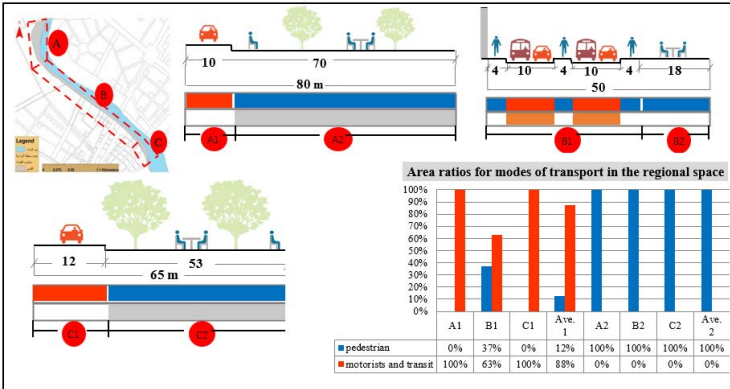 A
B
C
Legend
10
70
80 m
A1
A2
4
10
4
10
4
18
50
B1
B2
12
53
65 m
C1
C2
Area ratios for modes of transport in the regional space
100%
90%
80%
70%
60%
50%
40%
30%
20%
10%
0%
A1 B1 C1 Ave. 1 A2 B2 C2 Ave. 2
pedestrian 0% 37% 0% 12% 100% 100% 100% 100%
motorists and transit 100% 63% 100% 88% 0% 0% 0% 0%